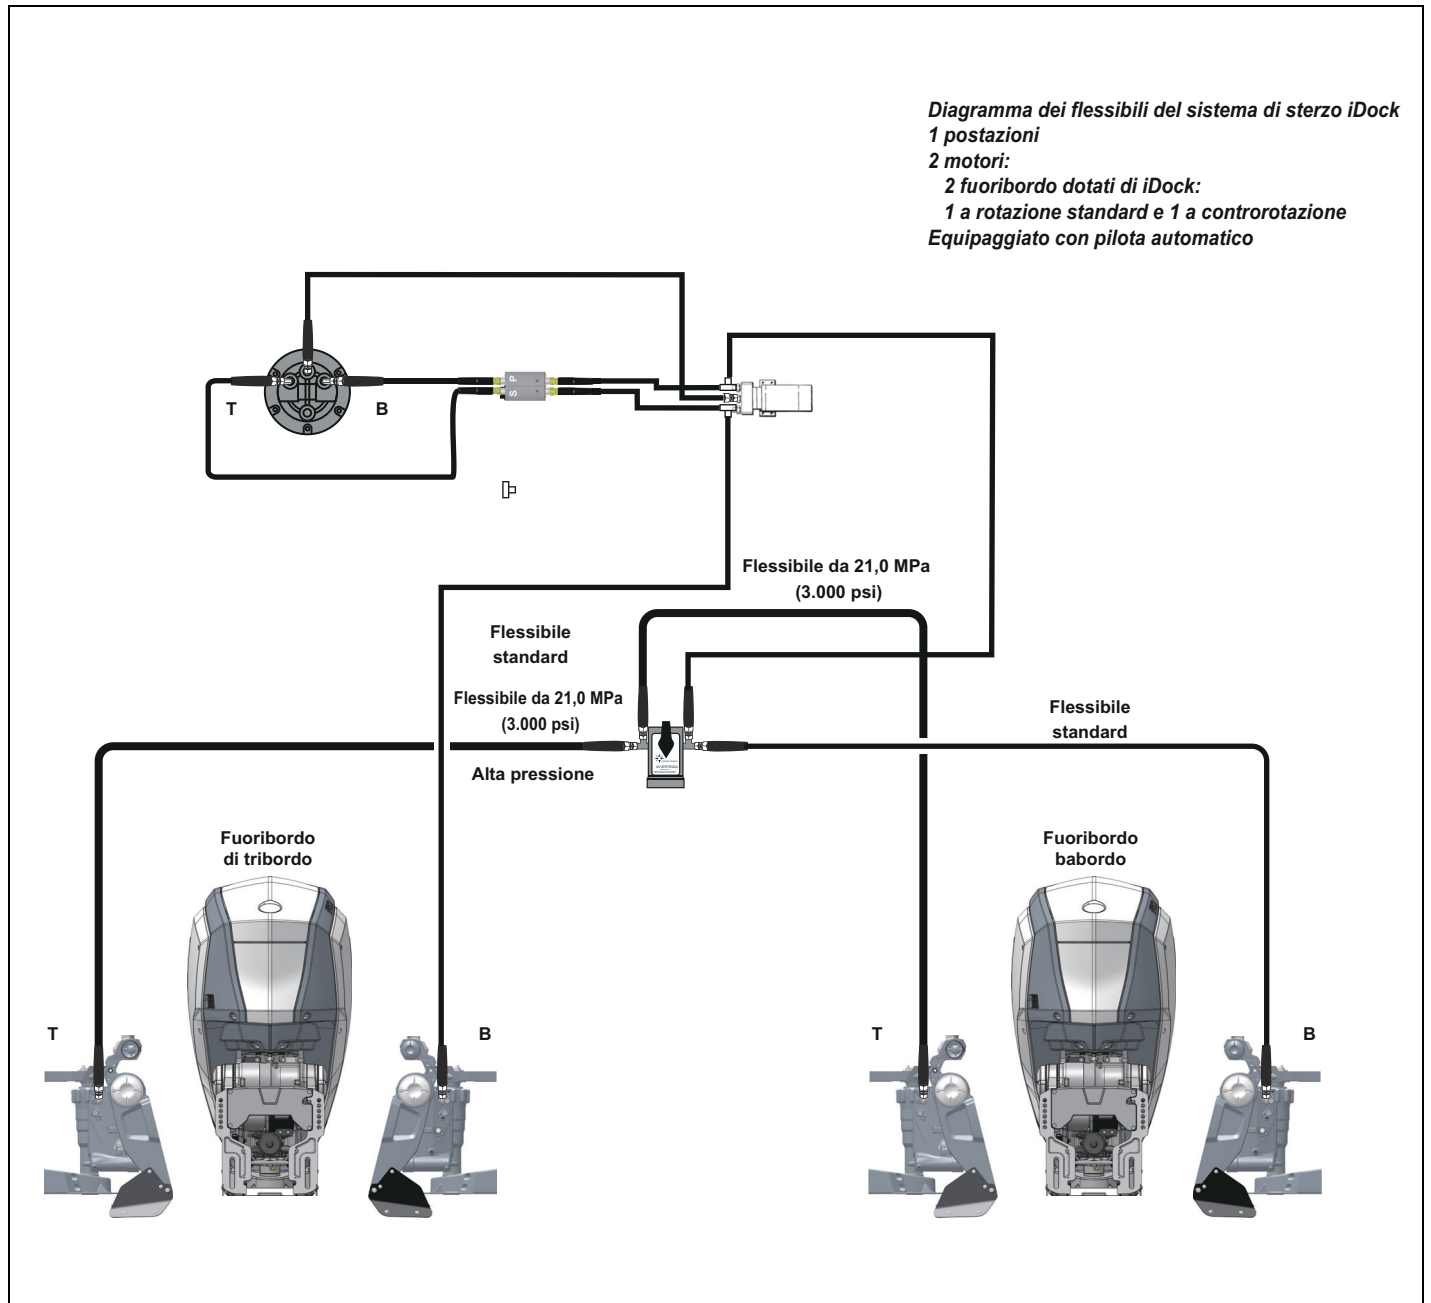 Diagramma dei flessibili del sistema di sterzo iDock
1 postazioni
2 motori:
2 fuoribordo dotati di iDock:
1 a rotazione standard e 1 a controrotazione
Equipaggiato con pilota automatico
T
B
S P
Flessibile da 21,0 MPa
(3.000 psi)
Flessibile
standard
Flessibile da 21,0 MPa
(3.000 psi)
Flessibile
standard
Alta pressione
Fuoribordo
di tribordo
Fuoribordo
babordo
T
B
T
B